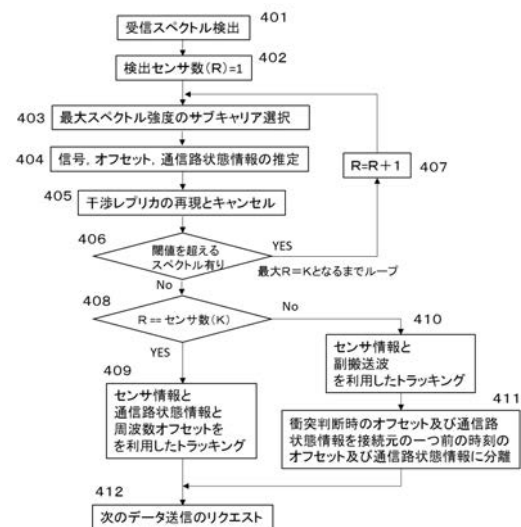 受信スペクトル検出
401
402
検出センサ数(R)=1
403
最大スペクトル強度のサブキャリア選択
404
信号，オフセット，通信路状態情報の推定
407
R=R＋1
405
干渉レプリカの再現とキャンセル
406
閾値を超える
スペクトル有り
YES
最大R＝Kとなるまでループ
No
408
R == センサ数(K)
No
YES
410
センサ情報と
副搬送波
を利用したトラッキング
409
センサ情報と
通信路状態情報と
周波数オフセットを
を利用したトラッキング
411
衝突判断時のオフセット及び通信路
状態情報を接続元の一つ前の時刻の
オフセット及び通信路状態情報に分離
412
次のデータ送信のリクエスト